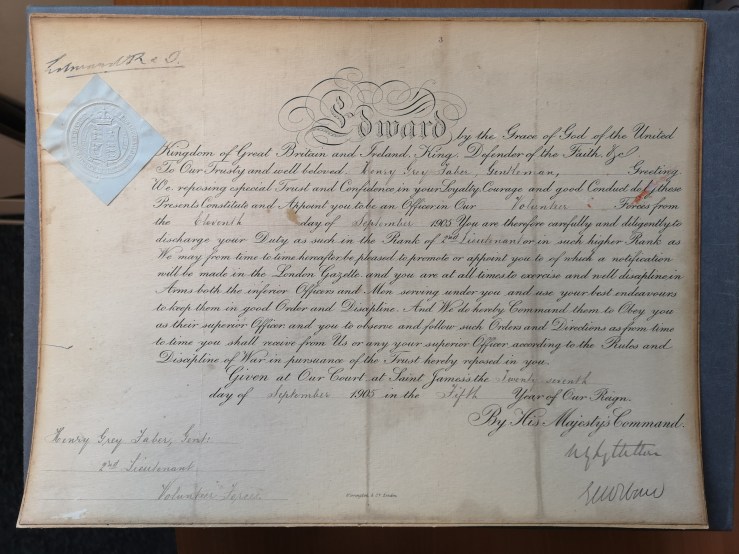 3
Edward R & I.
Edward by the Grace of God of the United
Kingdom of Great Britain and Ireland, King, Defender of the Faith, &c.
To Our Trusty and well beloved Henry Grey Faber, Gentleman, Greeting.
We, reposing especial Trust and Confidence in your Loyalty, Courage and good Conduct do by these
Presents Constitute and Appoint you to be an Officer in Our Volunteer Forces from
the Eleventh day of September 1905 You are therefore carefully and diligently to
discharge your Duty as such in the Rank of 2nd Lieutenant or in such higher Rank as
We may from time to time hereafter be pleased to promote or appoint you to of which a notification
will be made in the London Gazette and you are at all times to exercise and well discipline in
Arms both the inferior Officers and Men serving under you and use your best endeavours
to keep them in good Order and Discipline. And We do hereby Command them to Obey you
as their superior Officer and you to observe and follow such Orders and Directions as from time
to time you shall receive from Us or any your superior Officer according to the Rules and
Discipline of War in pursuance of the Trust hereby reposed in you.
Given at Our Court at Saint James's the Twenty seventh
day of September 1905 in the Fifth Year of Our Reign.
By His Majesty's Command.
Henry Grey Faber, Gent:
2nd Lieutenant
Volunteer Forces.